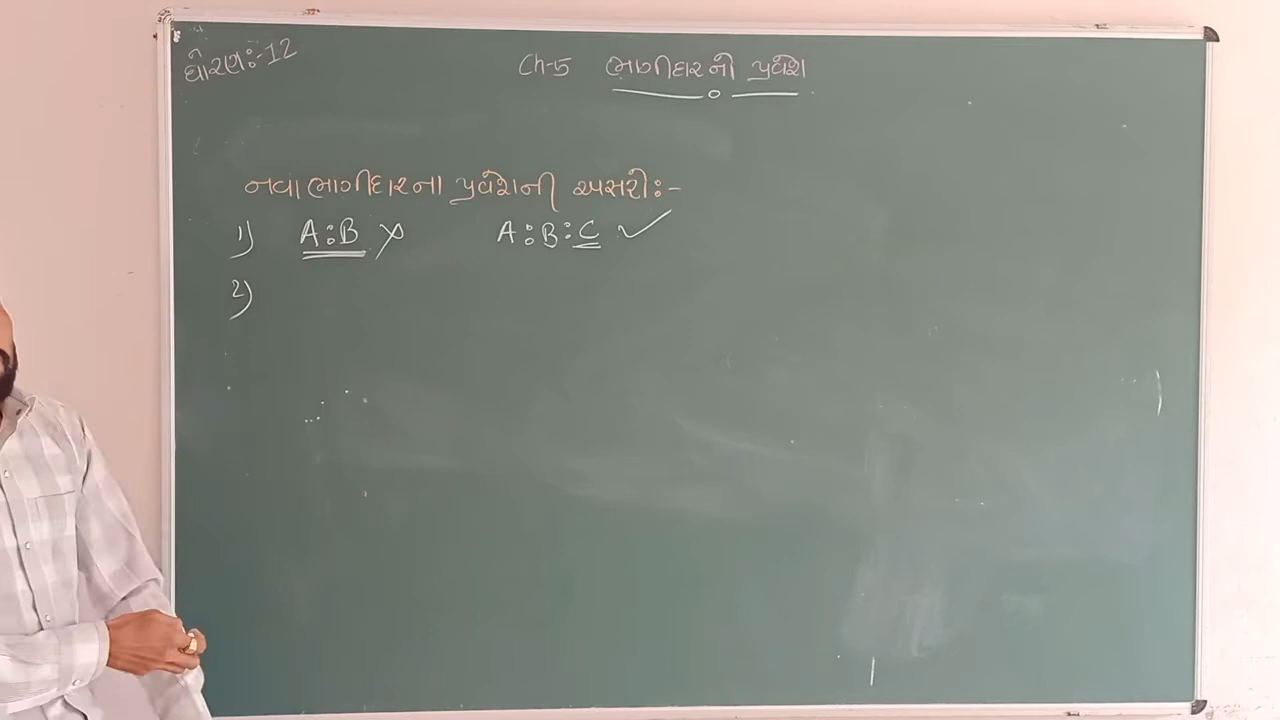 ધોરણ:-12
Ch-5 ભાગીદારની પ્રવેશ
નવા ભાગીદારના પ્રવેશની અસરો:-
1) A:B ✗ A:B:C ✓
2)